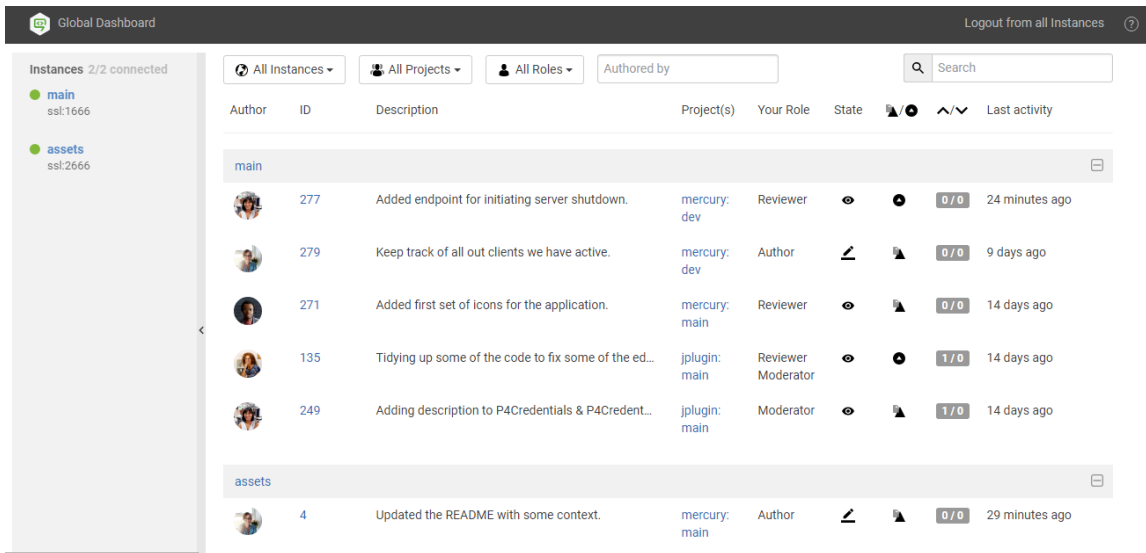 Global Dashboard
Logout from all Instances
Instances 2/2 connected
main
ssl:1666
assets
ssl:2666
All Instances
All Projects
All Roles
Authored by
Search
Author ID Description Project(s) Your Role State / / Last activity
main
277 Added endpoint for initiating server shutdown. mercury: Reviewer 0 / 0 24 minutes ago
dev
279 Keep track of all out clients we have active. mercury: Author 0 / 0 9 days ago
dev
271 Added first set of icons for the application. mercury: Reviewer 0 / 0 14 days ago
main
135 Tidying up some of the code to fix some of the ed... jplugin: Reviewer 1 / 0 14 days ago
main Moderator
249 Adding description to P4Credentials & P4Credent... jplugin: Moderator 1 / 0 14 days ago
main
assets
4 Updated the README with some context. mercury: Author 0 / 0 29 minutes ago
main